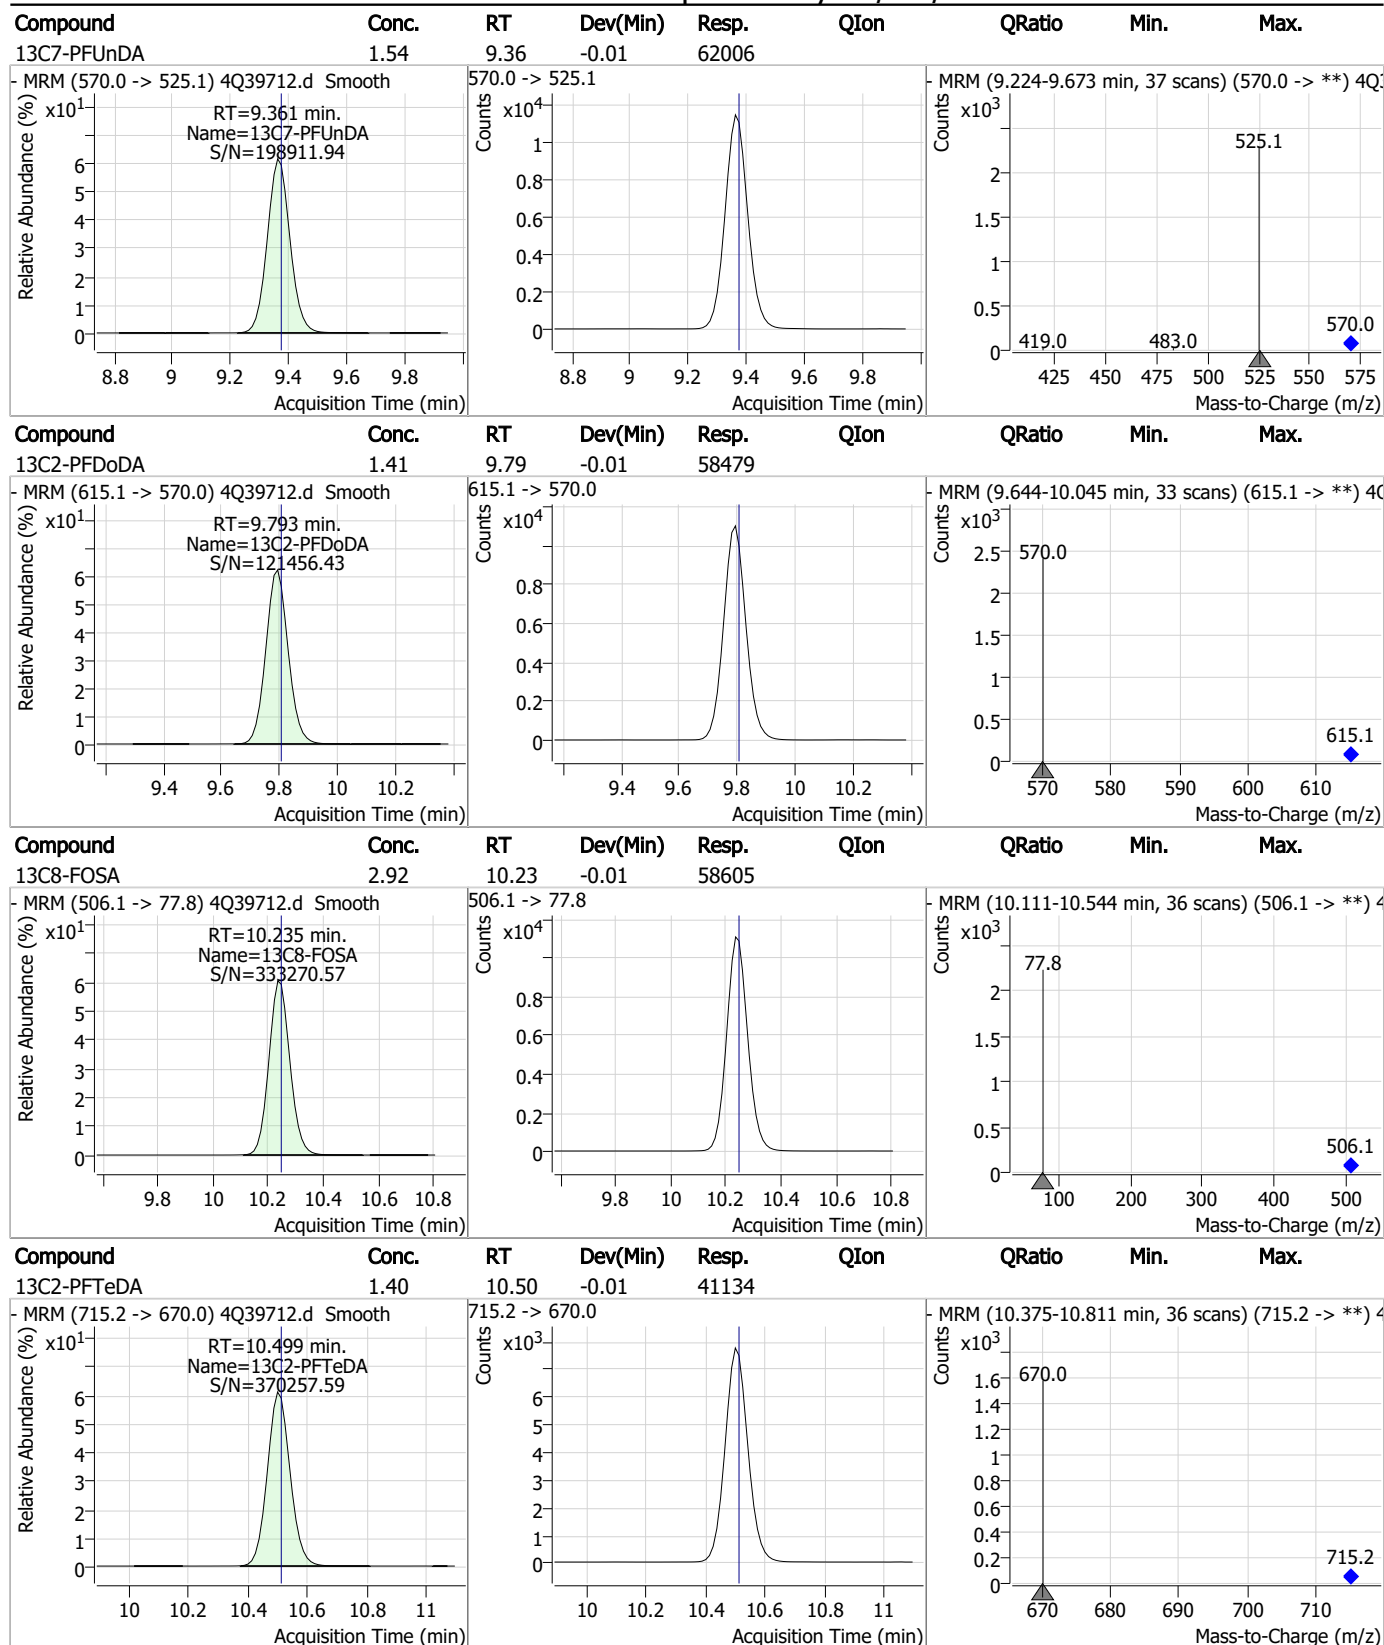 Compound Conc. RT Dev(Min) Resp. QIon QRatio Min. Max.
13C7-PFUnDA 1.54 9.36 -0.01 62006
- MRM (570.0 -> 525.1) 4Q39712.d Smooth
x10¹
RT=9.361 min.
Name=13C7-PFUnDA
S/N=198911.94
Relative Abundance (%)
6
5
4
3
2
1
0
8.8 9 9.2 9.4 9.6 9.8
Acquisition Time (min)
570.0 -> 525.1
Counts
x10⁴
1
0.8
0.6
0.4
0.2
0
8.8 9 9.2 9.4 9.6 9.8
Acquisition Time (min)
- MRM (9.224-9.673 min, 37 scans) (570.0 -> **)
Counts
x10³
525.1
2
1.5
1
0.5
0
419.0 483.0 570.0
425 450 475 500 525 550 575
Mass-to-Charge (m/z)
Compound Conc. RT Dev(Min) Resp. QIon QRatio Min. Max.
13C2-PFDoDA 1.41 9.79 -0.01 58479
- MRM (615.1 -> 570.0) 4Q39712.d Smooth
x10¹
RT=9.793 min.
Name=13C2-PFDoDA
S/N=121456.43
Relative Abundance (%)
6
5
4
3
2
1
0
9.4 9.6 9.8 10 10.2
Acquisition Time (min)
615.1 -> 570.0
Counts
x10⁴
0.8
0.6
0.4
0.2
0
9.4 9.6 9.8 10 10.2
Acquisition Time (min)
- MRM (9.644-10.045 min, 33 scans) (615.1 -> **)
Counts
x10³
2.5 570.0
2
1.5
1
0.5
0
615.1
570 580 590 600 610
Mass-to-Charge (m/z)
Compound Conc. RT Dev(Min) Resp. QIon QRatio Min. Max.
13C8-FOSA 2.92 10.23 -0.01 58605
- MRM (506.1 -> 77.8) 4Q39712.d Smooth
x10¹
RT=10.235 min.
Name=13C8-FOSA
S/N=333270.57
Relative Abundance (%)
6
5
4
3
2
1
0
9.8 10 10.2 10.4 10.6 10.8
Acquisition Time (min)
506.1 -> 77.8
Counts
x10⁴
0.8
0.6
0.4
0.2
0
9.8 10 10.2 10.4 10.6 10.8
Acquisition Time (min)
- MRM (10.111-10.544 min, 36 scans) (506.1 -> **)
Counts
x10³
77.8
2
1.5
1
0.5
0
506.1
100 200 300 400 500
Mass-to-Charge (m/z)
Compound Conc. RT Dev(Min) Resp. QIon QRatio Min. Max.
13C2-PFTeDA 1.40 10.50 -0.01 41134
- MRM (715.2 -> 670.0) 4Q39712.d Smooth
x10¹
RT=10.499 min.
Name=13C2-PFTeDA
S/N=370257.59
Relative Abundance (%)
6
5
4
3
2
1
0
10 10.2 10.4 10.6 10.8 11
Acquisition Time (min)
715.2 -> 670.0
Counts
x10³
6
5
4
3
2
1
0
10 10.2 10.4 10.6 10.8 11
Acquisition Time (min)
- MRM (10.375-10.811 min, 36 scans) (715.2 -> **)
Counts
x10³
1.6 670.0
1.4
1.2
1
0.8
0.6
0.4
0.2
0
715.2
670 680 690 700 710
Mass-to-Charge (m/z)